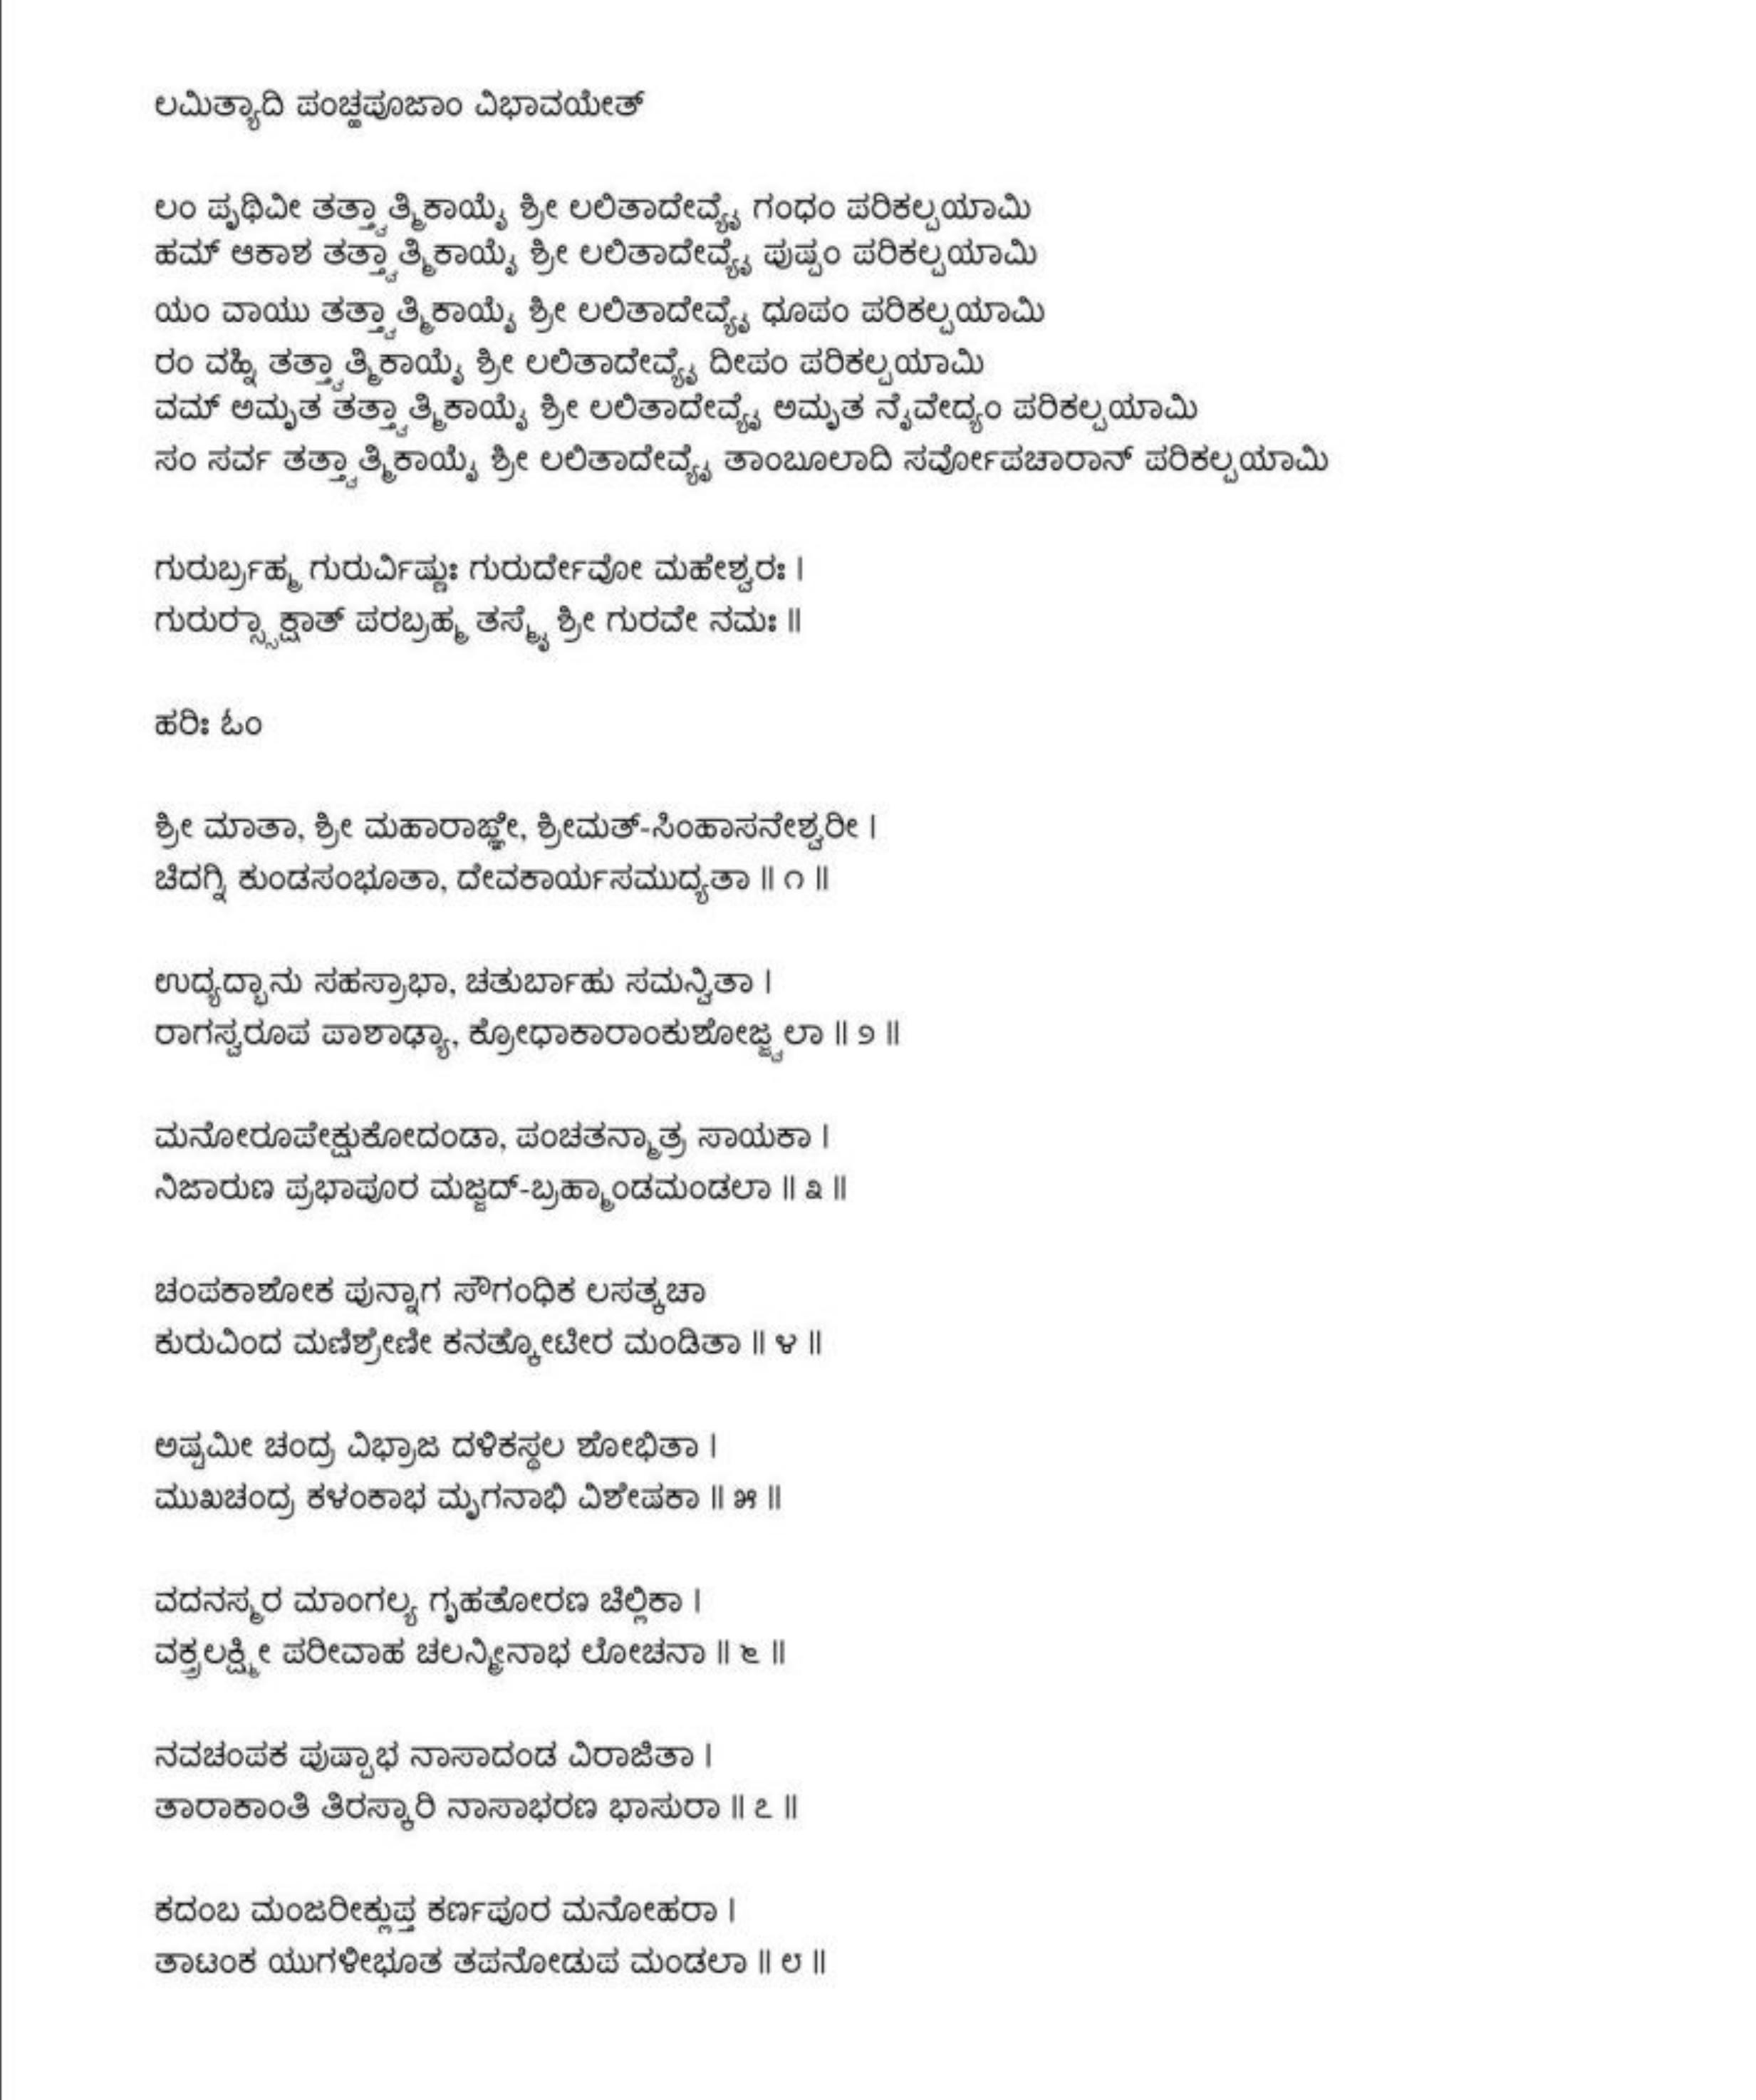 ಲಮಿತ್ಯಾದಿ ಪಂಚ್ಹಪೂಜಾಂ ವಿಭಾವಯೇತ್
ಲಂ ಪೃಥಿವೀ ತತ್ತ್ವಾತ್ಮಿಕಾಯೈ ಶ್ರೀ ಲಲಿತಾದೇವ್ಯೈ ಗಂಧಂ ಪರಿಕಲ್ಪಯಾಮಿ
ಹಮ್ ಆಕಾಶ ತತ್ತ್ವಾತ್ಮಿಕಾಯೈ ಶ್ರೀ ಲಲಿತಾದೇವ್ಯೈ ಪುಷ್ಪಂ ಪರಿಕಲ್ಪಯಾಮಿ
ಯಂ ವಾಯು ತತ್ತ್ವಾತ್ಮಿಕಾಯೈ ಶ್ರೀ ಲಲಿತಾದೇವ್ಯೈ ಧೂಪಂ ಪರಿಕಲ್ಪಯಾಮಿ
ರಂ ವಹ್ನಿ ತತ್ತ್ವಾತ್ಮಿಕಾಯೈ ಶ್ರೀ ಲಲಿತಾದೇವ್ಯೈ ದೀಪಂ ಪರಿಕಲ್ಪಯಾಮಿ
ವಮ್ ಅಮೃತ ತತ್ತ್ವಾತ್ಮಿಕಾಯೈ ಶ್ರೀ ಲಲಿತಾದೇವ್ಯೈ ಅಮೃತ ನೈವೇದ್ಯಂ ಪರಿಕಲ್ಪಯಾಮಿ
ಸಂ ಸರ್ವ ತತ್ತ್ವಾತ್ಮಿಕಾಯೈ ಶ್ರೀ ಲಲಿತಾದೇವ್ಯೈ ತಾಂಬೂಲಾದಿ ಸರ್ವೋಪಚಾರಾನ್ ಪರಿಕಲ್ಪಯಾಮಿ
ಗುರುರ್ಬ್ರಹ್ಮ ಗುರುರ್ವಿಷ್ಣುಃ ಗುರುರ್ದೇವೋ ಮಹೇಶ್ವರಃ |
ಗುರುರ‍್ಸ್ಸಾಕ್ಷಾತ್ ಪರಬ್ರಹ್ಮ ತಸ್ಮೈ ಶ್ರೀ ಗುರವೇ ನಮಃ ||
ಹರಿಃ ಓಂ
ಶ್ರೀ ಮಾತಾ, ಶ್ರೀ ಮಹಾರಾಜ್ಞೀ, ಶ್ರೀಮತ್-ಸಿಂಹಾಸನೇಶ್ವರೀ |
ಚಿದಗ್ನಿ ಕುಂಡಸಂಭೂತಾ, ದೇವಕಾರ್ಯಸಮುದ್ಯತಾ || ೧ ||
ಉದ್ಯದ್ಭಾನು ಸಹಸ್ರಾಭಾ, ಚತುರ್ಬಾಹು ಸಮನ್ವಿತಾ |
ರಾಗಸ್ವರೂಪ ಪಾಶಾಢ್ಯಾ, ಕ್ರೋಧಾಕಾರಾಂಕುಶೋಜ್ಜ್ವಲಾ || ೨ ||
ಮನೋರೂಪೇಕ್ಷುಕೋದಂಡಾ, ಪಂಚತನ್ಮಾತ್ರ ಸಾಯಕಾ |
ನಿಜಾರುಣ ಪ್ರಭಾಪೂರ ಮಜ್ಜದ್-ಬ್ರಹ್ಮಾಂಡಮಂಡಲಾ || ೩ ||
ಚಂಪಕಾಶೋಕ ಪುನ್ನಾಗ ಸೌಗಂಧಿಕ ಲಸತ್ಕಚಾ
ಕುರುವಿಂದ ಮಣಿಶ್ರೇಣೀ ಕನತ್ಕೋಟೀರ ಮಂಡಿತಾ || ೪ ||
ಅಷ್ಟಮೀ ಚಂದ್ರ ವಿಭ್ರಾಜ ದಳಿಕಸ್ಥಲ ಶೋಭಿತಾ |
ಮುಖಚಂದ್ರ ಕಳಂಕಾಭ ಮೃಗನಾಭಿ ವಿಶೇಷಕಾ || ೫ ||
ವದನಸ್ಮರ ಮಾಂಗಲ್ಯ ಗೃಹತೋರಣ ಚಿಲ್ಲಿಕಾ |
ವಕ್ತ್ರಲಕ್ಷ್ಮೀ ಪರೀವಾಹ ಚಲನ್ಮೀನಾಭ ಲೋಚನಾ || ೬ ||
ನವಚಂಪಕ ಪುಷ್ಪಾಭ ನಾಸಾದಂಡ ವಿರಾಜಿತಾ |
ತಾರಾಕಾಂತಿ ತಿರಸ್ಕಾರಿ ನಾಸಾಭರಣ ಭಾಸುರಾ || ೭ ||
ಕದಂಬ ಮಂಜರೀಕ್ಲುಪ್ತ ಕರ್ಣಪೂರ ಮನೋಹರಾ |
ತಾಟಂಕ ಯುಗಳೀಭೂತ ತಪನೋಡುಪ ಮಂಡಲಾ || ೮ ||